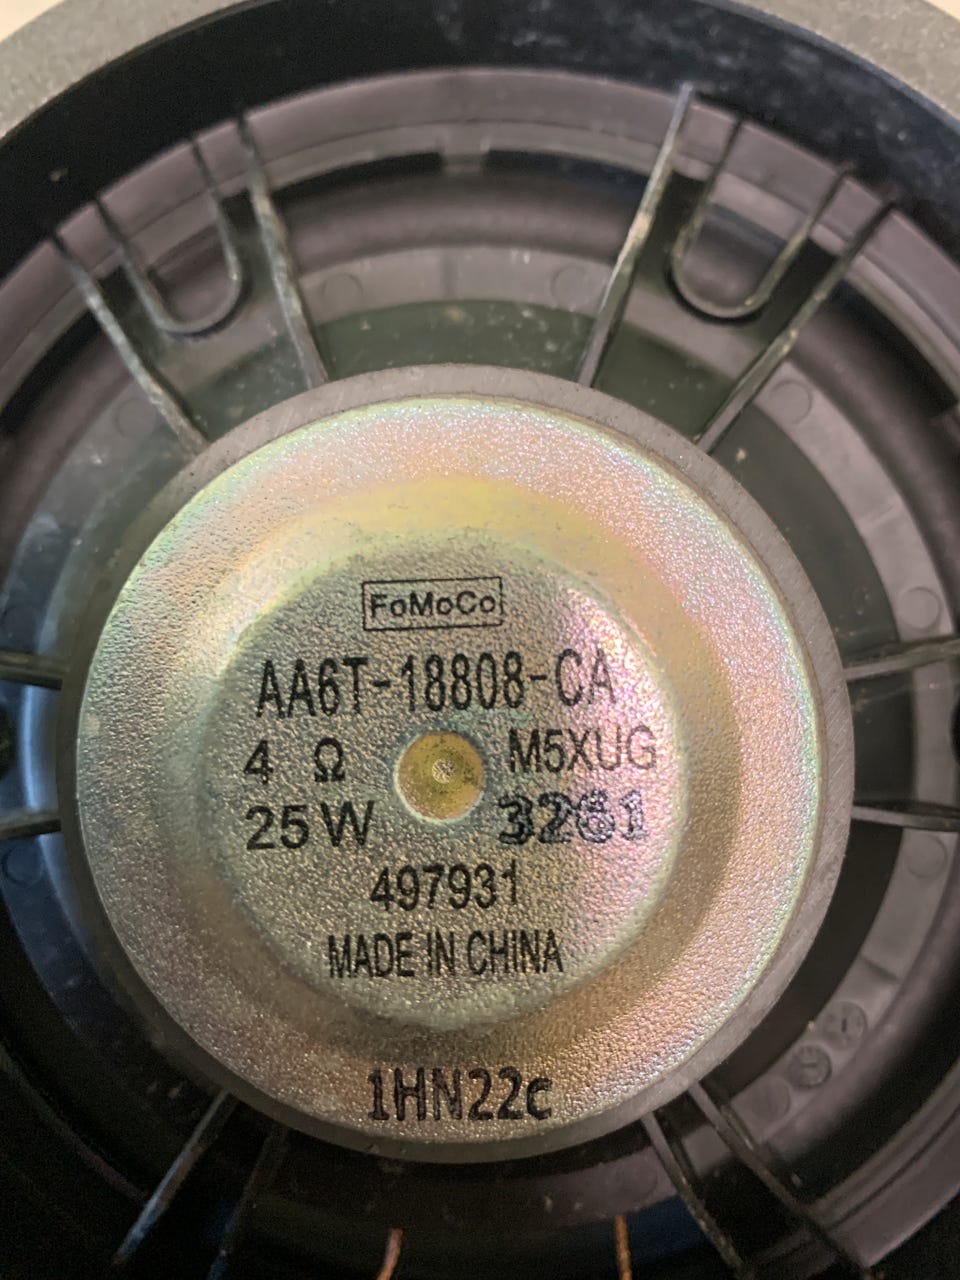 FoMoCo
AA6T-18808-CA
4 Ω M5XUG
25 W 3261
497931
MADE IN CHINA
1HN22c